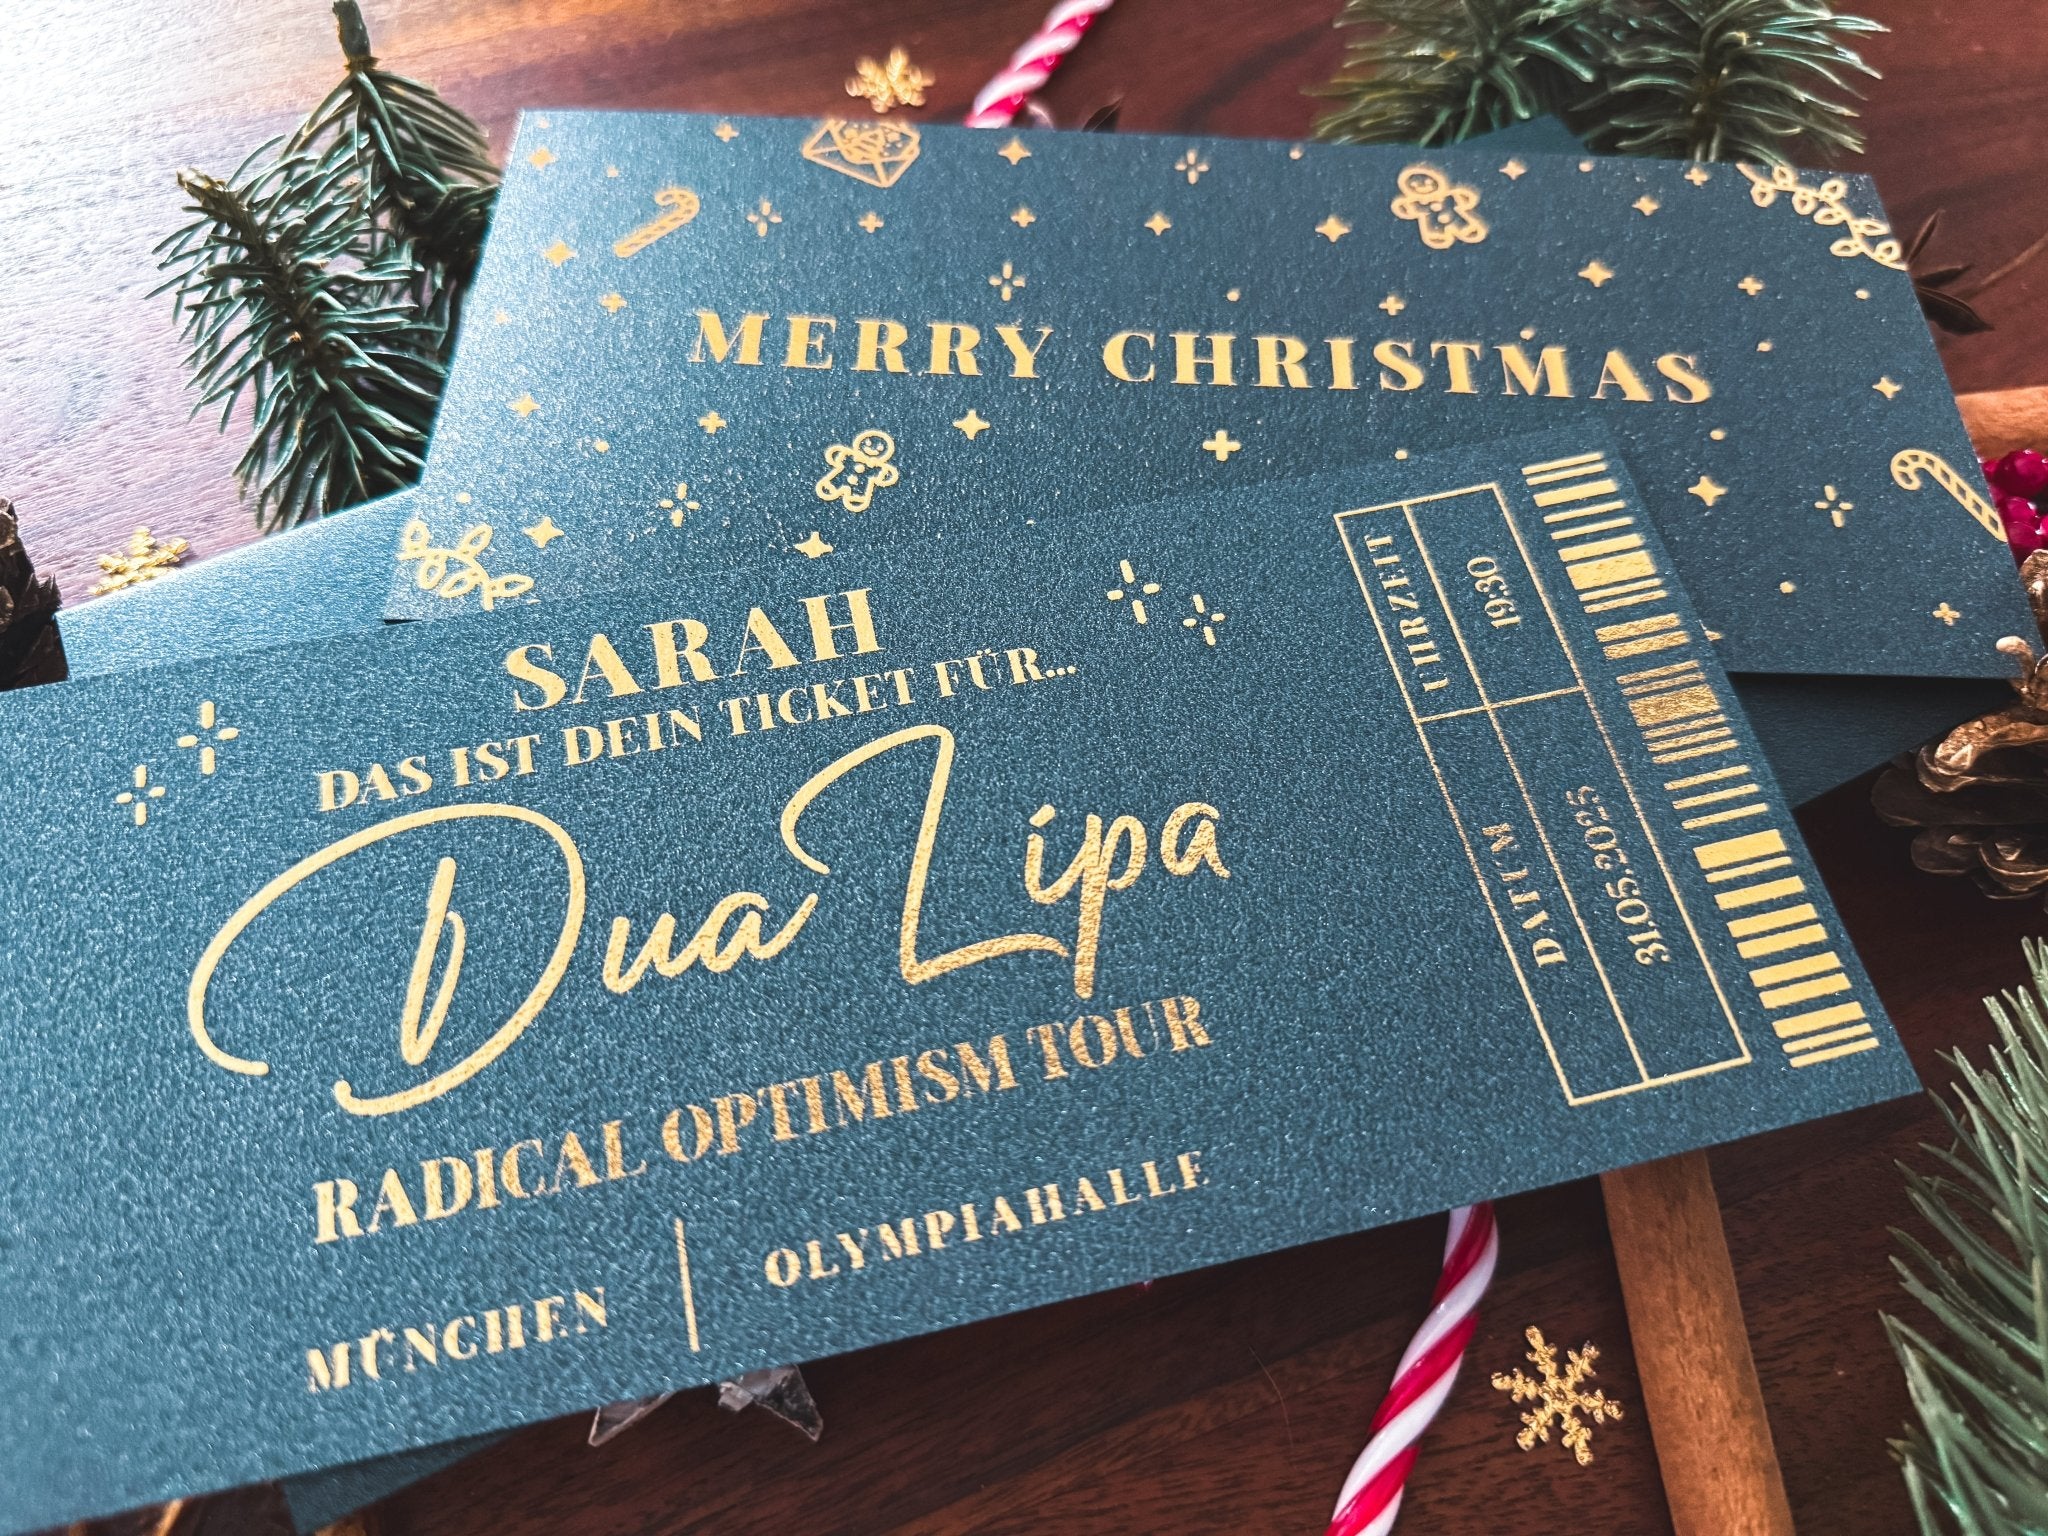 MERRY CHRISTMAS
SARAH
DAS IST DEIN TICKET FÜR...
Dua Lipa
RADICAL OPTIMISM TOUR
MÜNCHEN | OLYMPIAHALLE
DATUM
UHRZEIT
31.05.2025
19:30